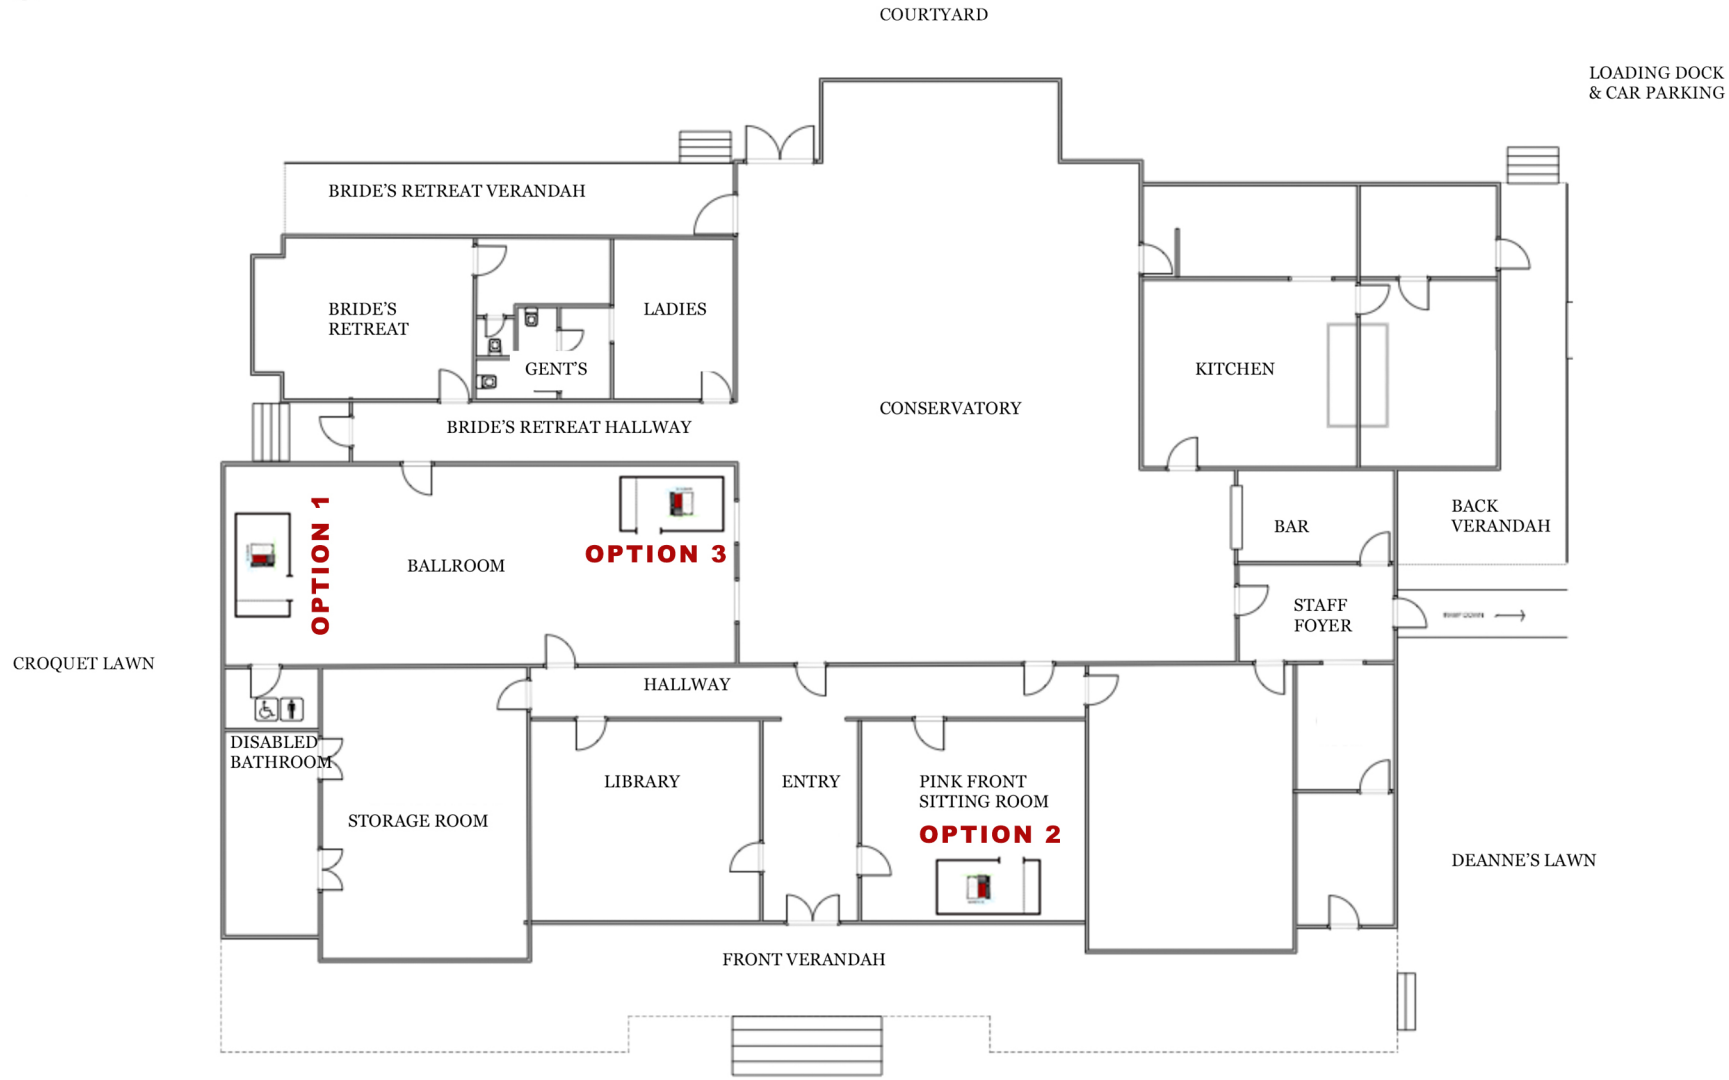 COURTYARD
LOADING DOCK
& CAR PARKING
BRIDE'S RETREAT VERANDAH
BRIDE'S
RETREAT
LADIES
GENT'S
KITCHEN
CONSERVATORY
BRIDE'S RETREAT HALLWAY
OPTION 1
OPTION 3
BALLROOM
BAR
BACK
VERANDAH
STAFF
FOYER
CROQUET LAWN
HALLWAY
DISABLED
BATHROOM
LIBRARY
ENTRY
PINK FRONT
SITTING ROOM
OPTION 2
STORAGE ROOM
DEANNE'S LAWN
FRONT VERANDAH